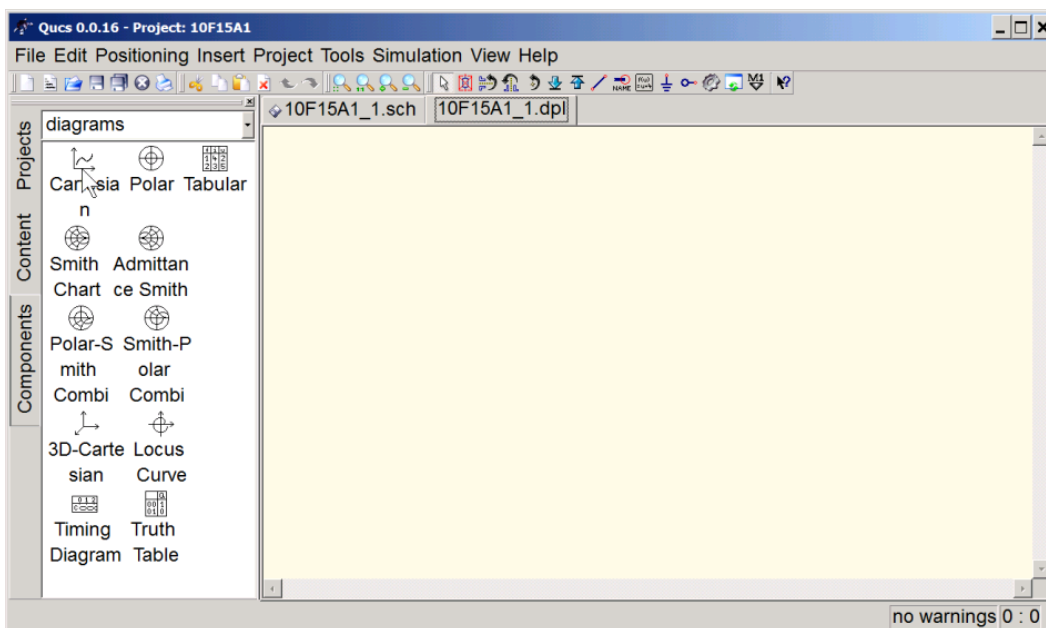 Qucs 0.0.16 - Project: 10F15A1
File Edit Positioning Insert Project Tools Simulation View Help
10F15A1_1.sch 10F15A1_1.dpl
Projects
Content
Components
diagrams
Polar Tabular
n
Smith Admittan
Chart ce Smith
Polar-S Smith-P
mith olar
Combi Combi
3D-Carte Locus
sian Curve
Timing Truth
Diagram Table
no warnings 0 : 0